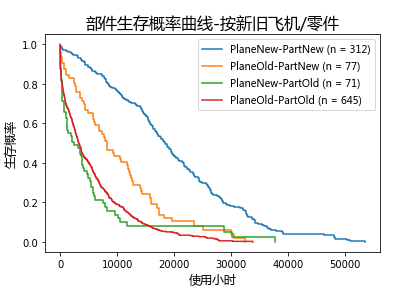 部件生存概率曲线-按新旧飞机/零件
PlaneNew-PartNew (n = 312)
PlaneOld-PartNew (n = 77)
PlaneNew-PartOld (n = 71)
PlaneOld-PartOld (n = 645)
生存概率
1.0
0.8
0.6
0.4
0.2
0.0
0 10000 20000 30000 40000 50000
使用小时